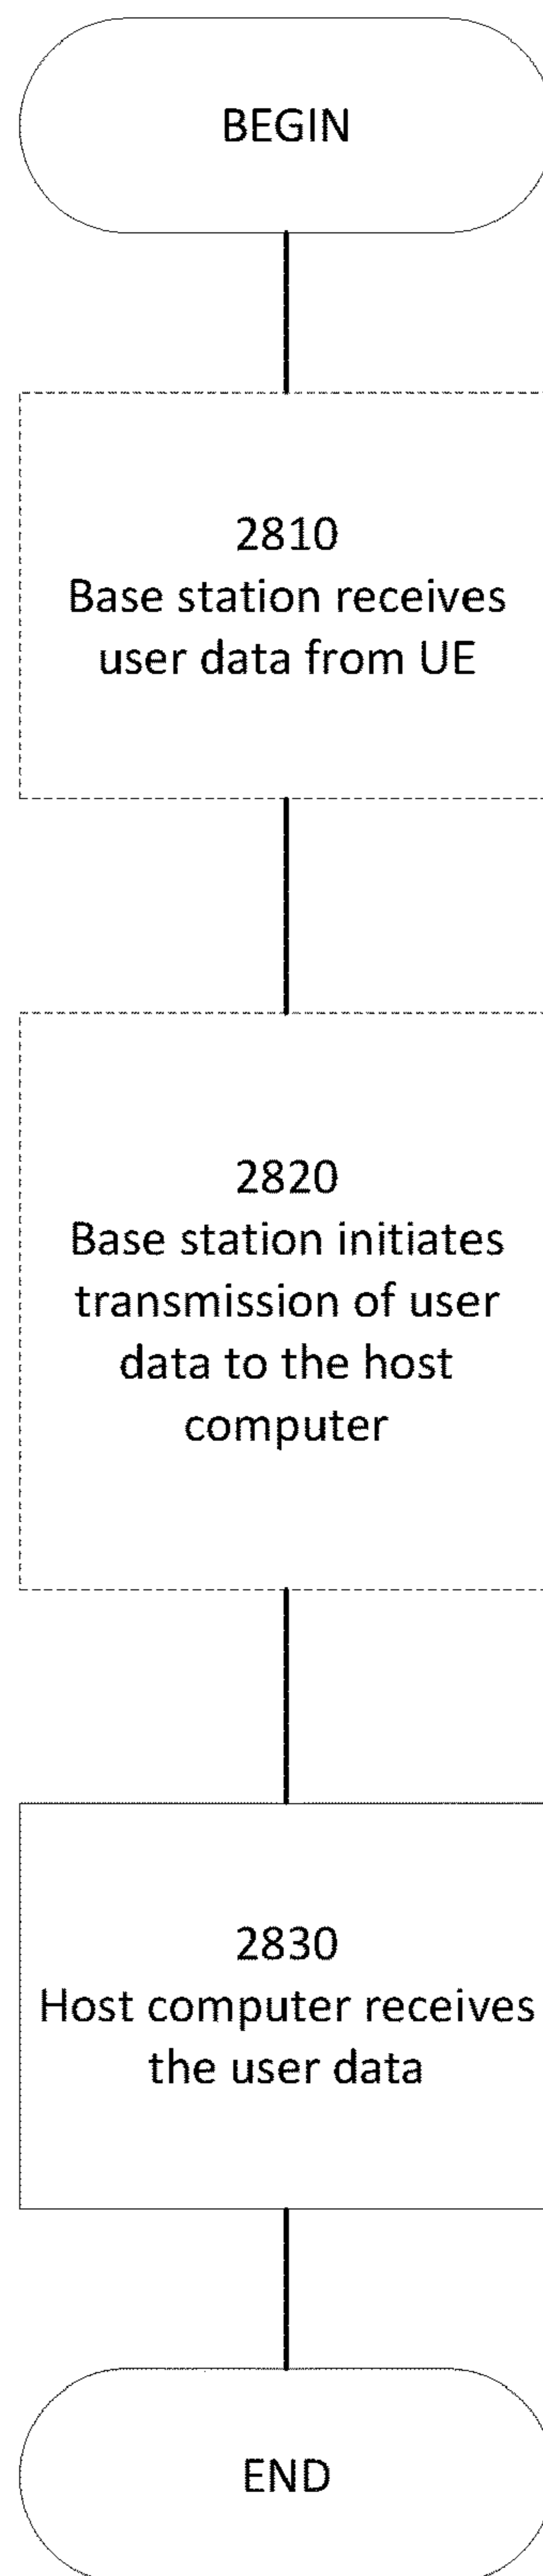 BEGIN
2810
Base station receives
user data from UE
2820
Base station initiates
transmission of user
data to the host
computer
2830
Host computer receives
the user data
END